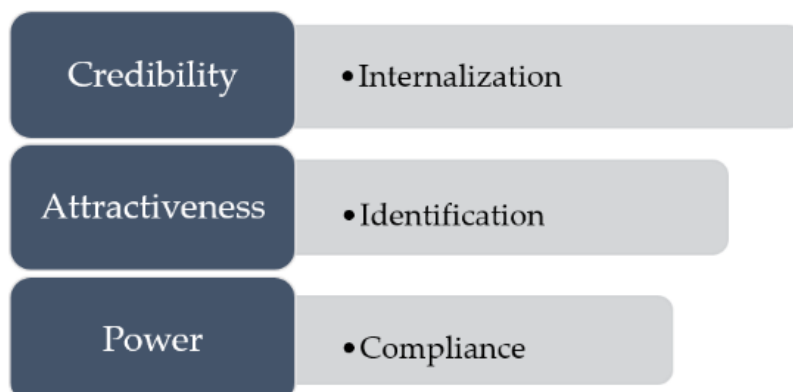 Credibility
•Internalization
Attractiveness
•Identification
Power
•Compliance